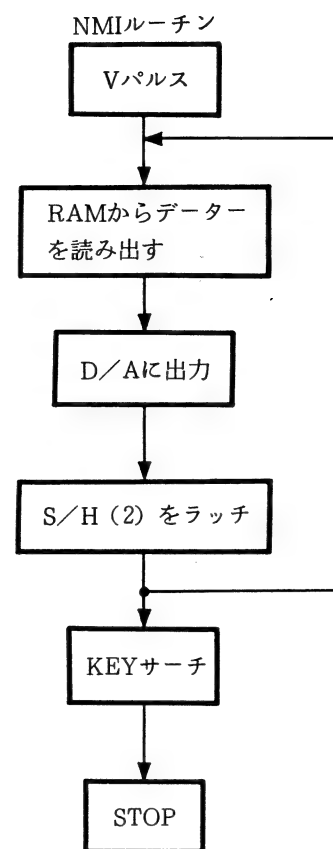 NMIルーチン
Vパルス
RAMからデーター
を読み出す
D／Aに出力
S／H（2）をラッチ
KEYサーチ
STOP